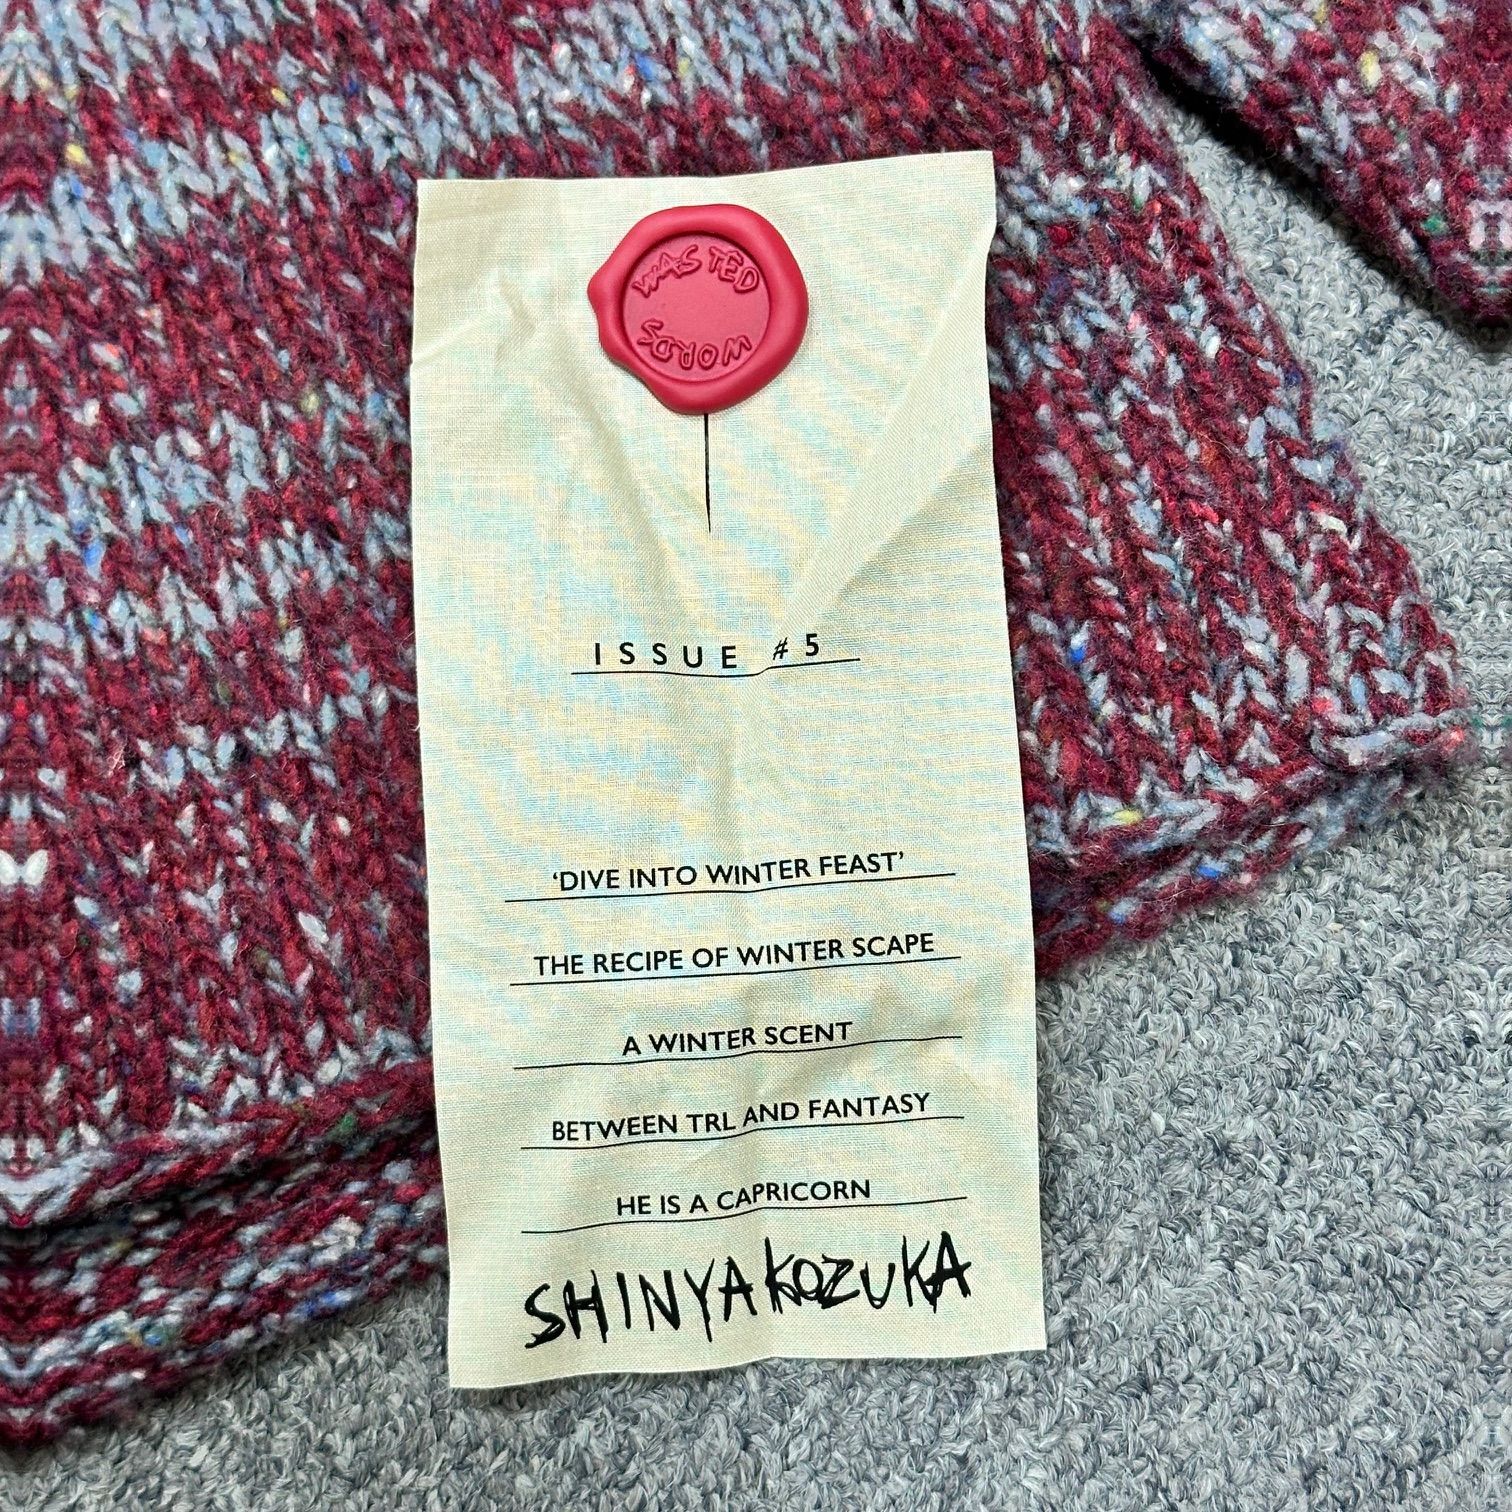 WASTED
WORDS
ISSUE #5
‘DIVE INTO WINTER FEAST’
THE RECIPE OF WINTER SCAPE
A WINTER SCENT
BETWEEN TRL AND FANTASY
HE IS A CAPRICORN
SHINYAKOZUKA